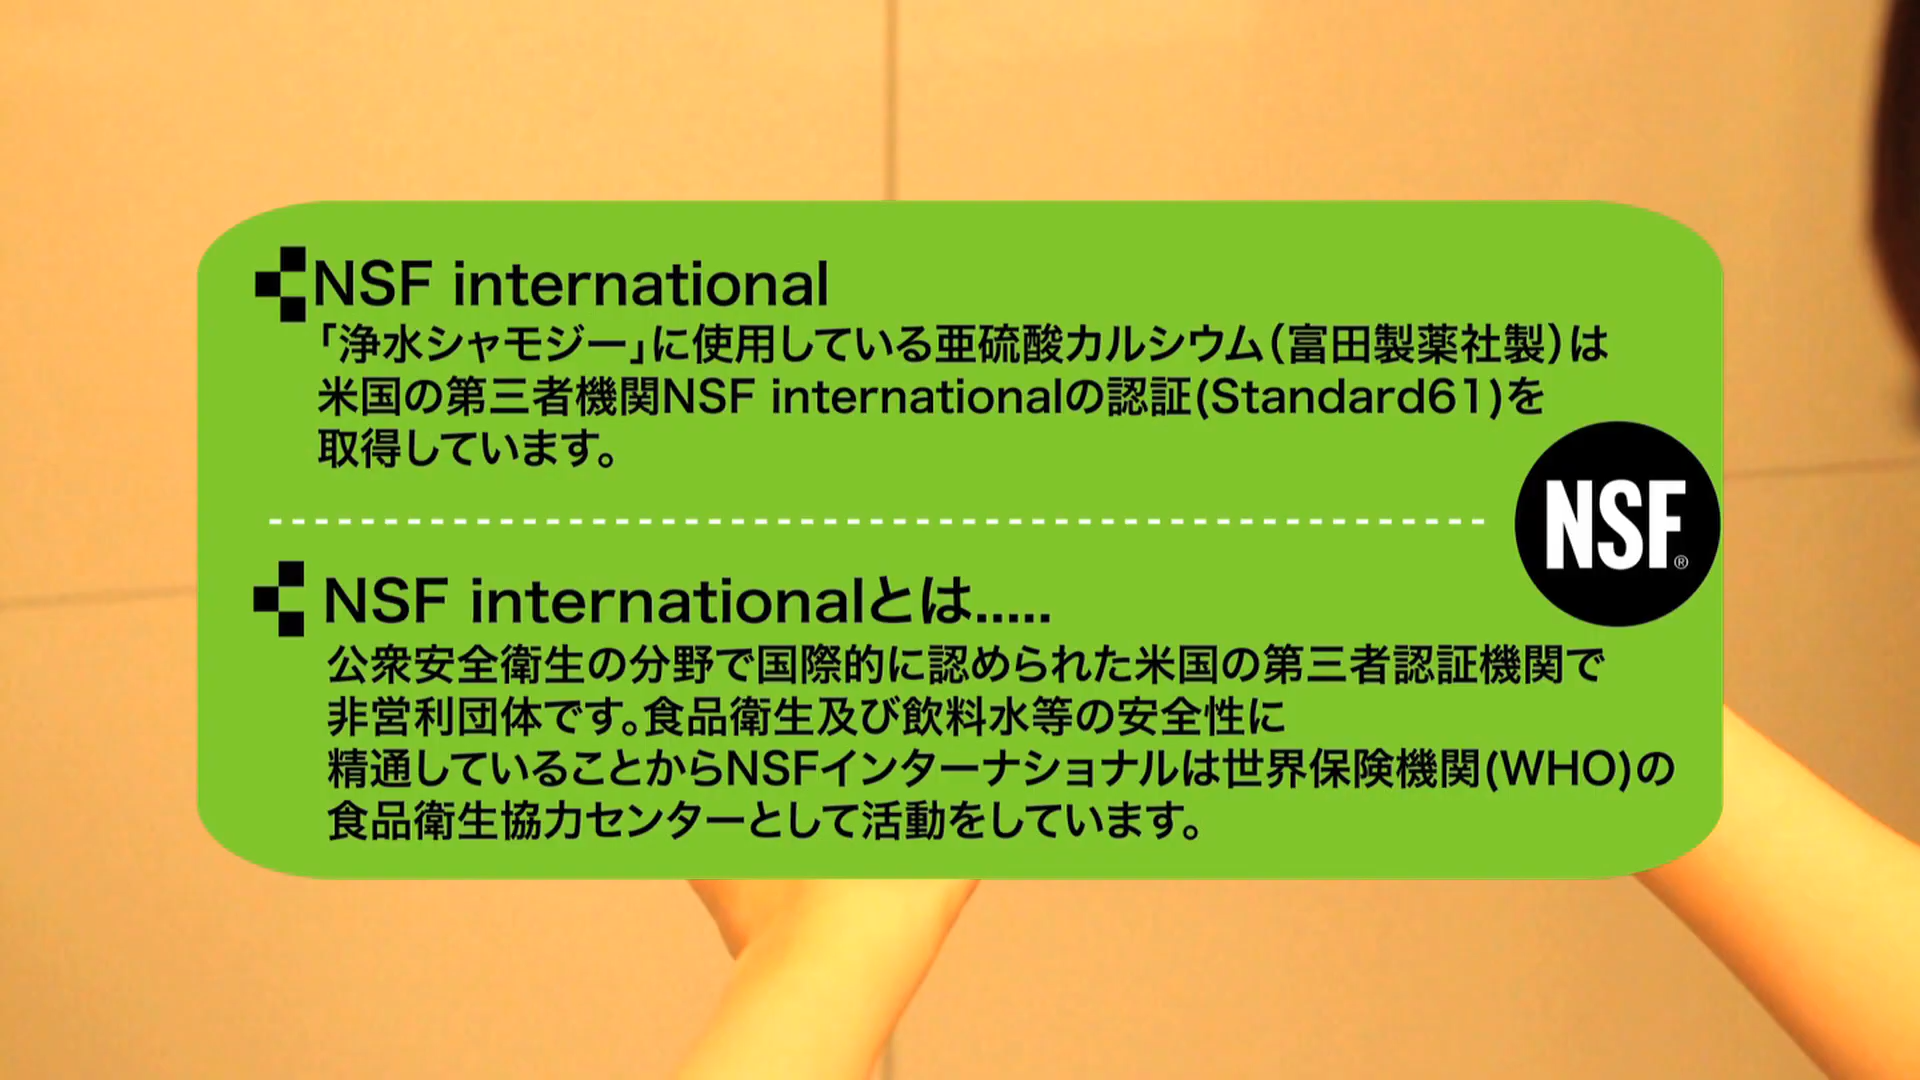 NSF international
「浄水シャモジー」に使用している亜硫酸カルシウム(富田製薬社製)は
米国の第三者機関NSF internationalの認証(Standard61)を
取得しています。
NSF®
NSF internationalとは.....
公衆安全衛生の分野で国際的に認められた米国の第三者認証機関で
非営利団体です。食品衛生及び飲料水等の安全性に
精通していることからNSFインターナショナルは世界保険機関(WHO)の
食品衛生協力センターとして活動をしています。